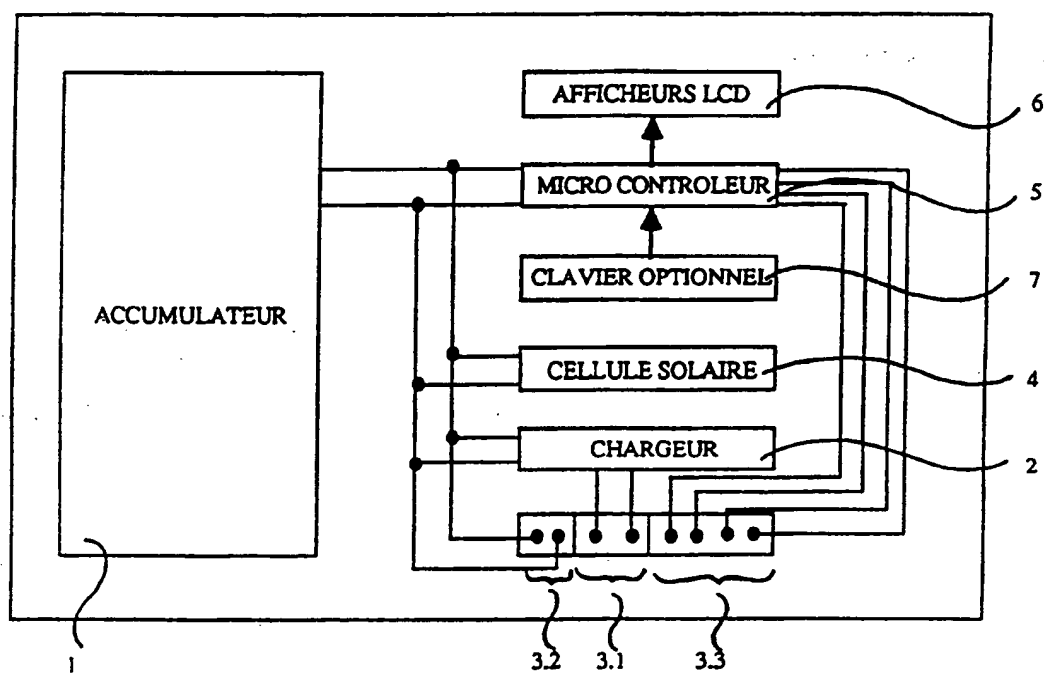 AFFICHEURS LCD
6
MICRO CONTROLEUR
5
CLAVIER OPTIONNEL
7
ACCUMULATEUR
CELLULE SOLAIRE
4
CHARGEUR
2
1
3.2
3.1
3.3